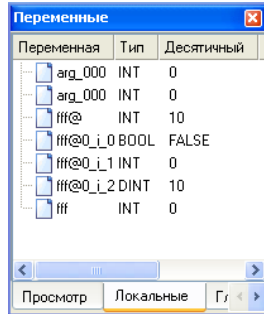 Переменные
Переменная Тип Десятичный
arg_000 INT 0
arg_000 INT 0
fff@ INT 10
fff@0_i_0 BOOL FALSE
fff@0_i_1 INT 0
fff@0_i_2 DINT 10
fff INT 0
Просмотр Локальные